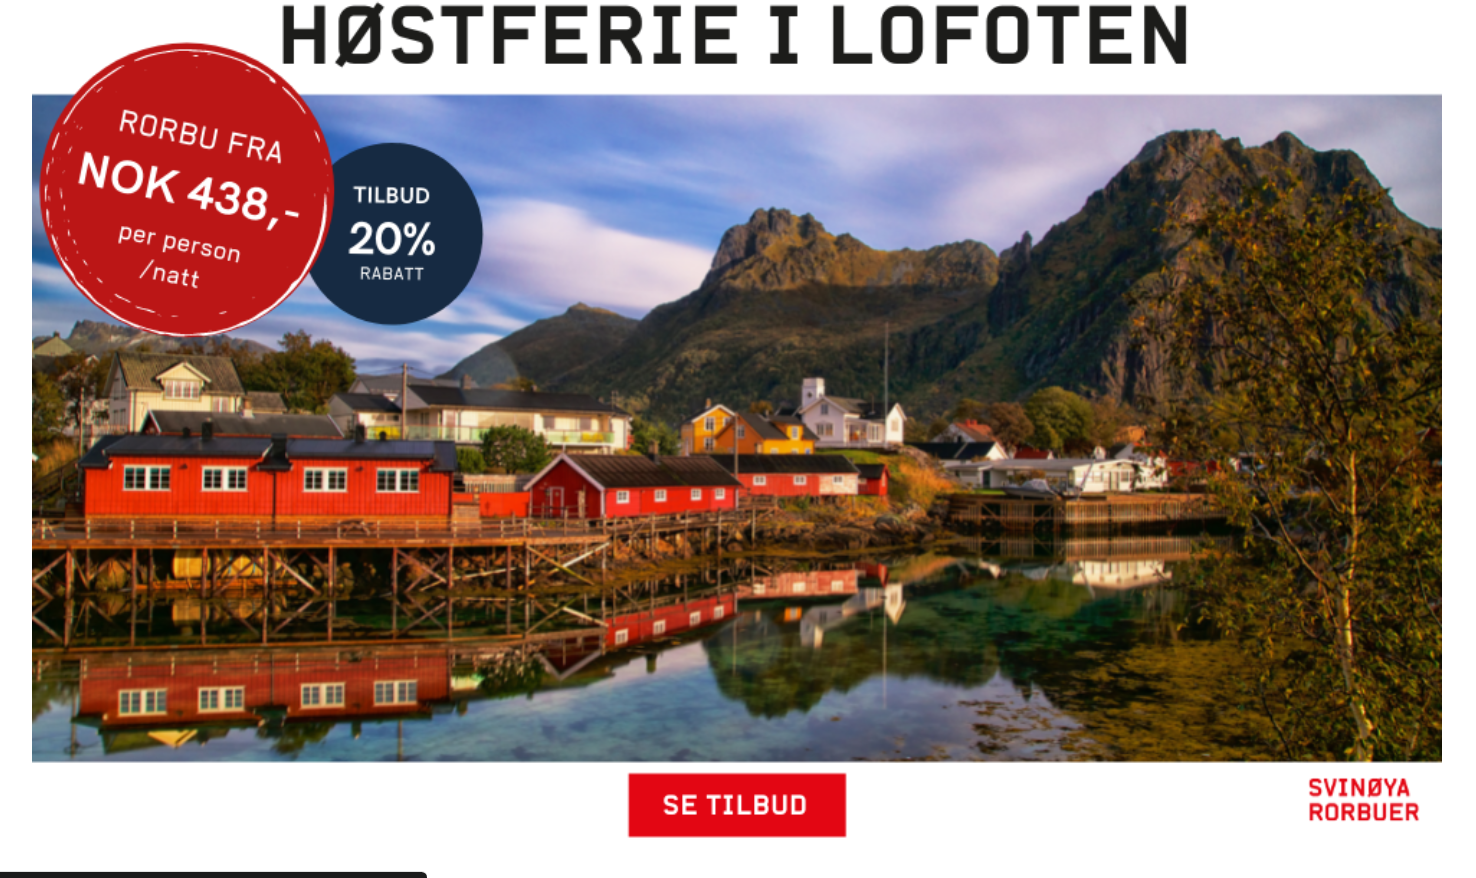 HØSTFERIE I LOFOTEN
RORBU FRA
NOK 438,-
per person
/natt
TILBUD
20%
RABATT
SE TILBUD
SVINØYA
RORBUER